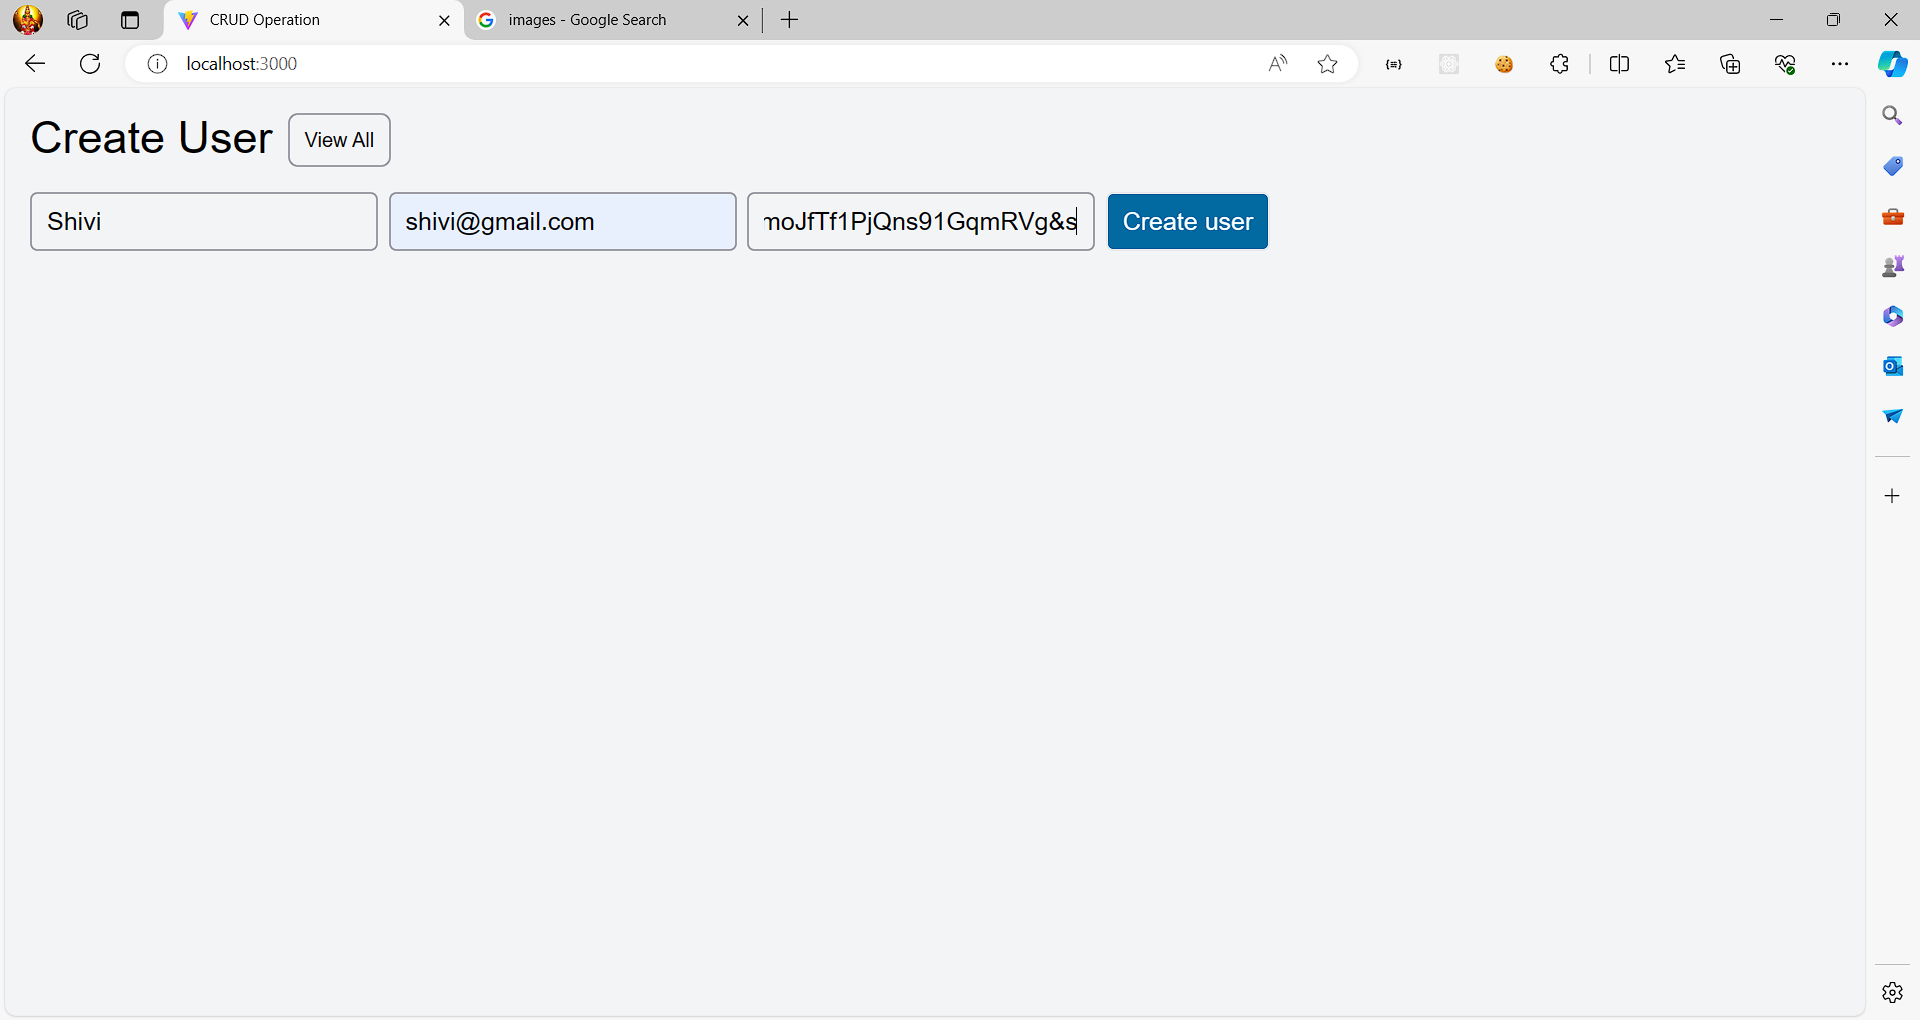 CRUD Operation
images - Google Search
localhost:3000
Create User
View All
Shivi
shivi@gmail.com
moJfTf1PjQns91GqmRVg&s
Create user